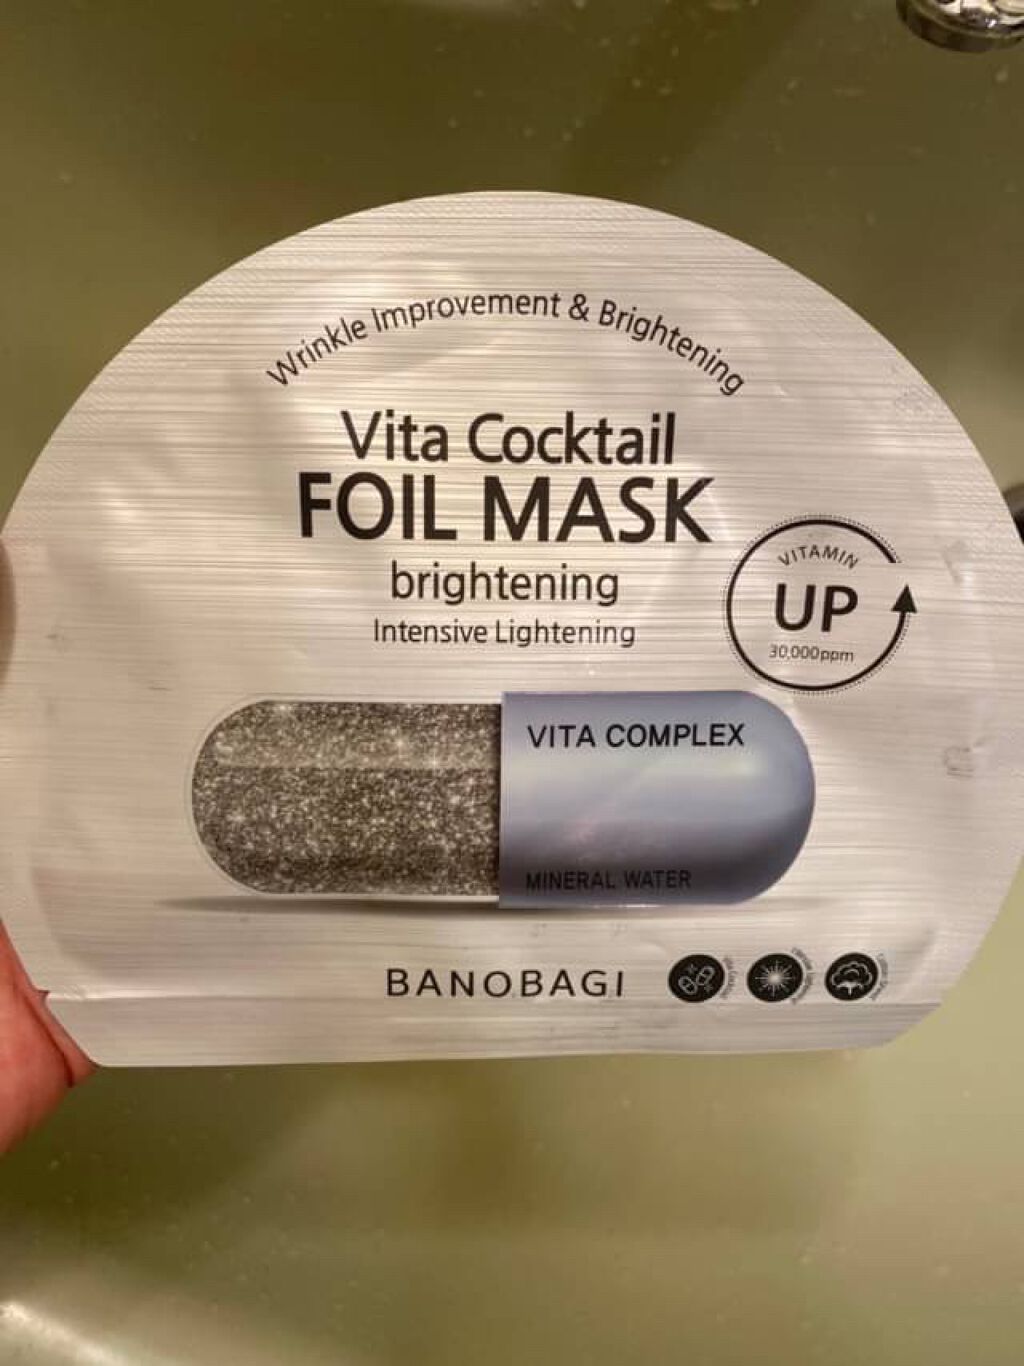 Wrinkle Improvement & Brightening
Vita Cocktail
FOIL MASK
brightening
Intensive Lightening
VITAMIN
UP
30,000ppm
VITA COMPLEX
MINERAL WATER
BANOBAGI